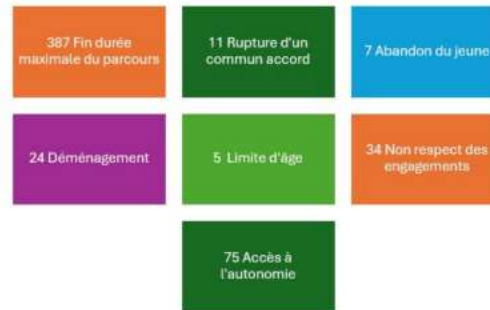 387 Fin durée
maximale du parcours
11 Rupture d'un
commun accord
7 Abandon du jeune
24 Déménagement
5 Limite d'âge
34 Non respect des
engagements
75 Accès à
l'autonomie